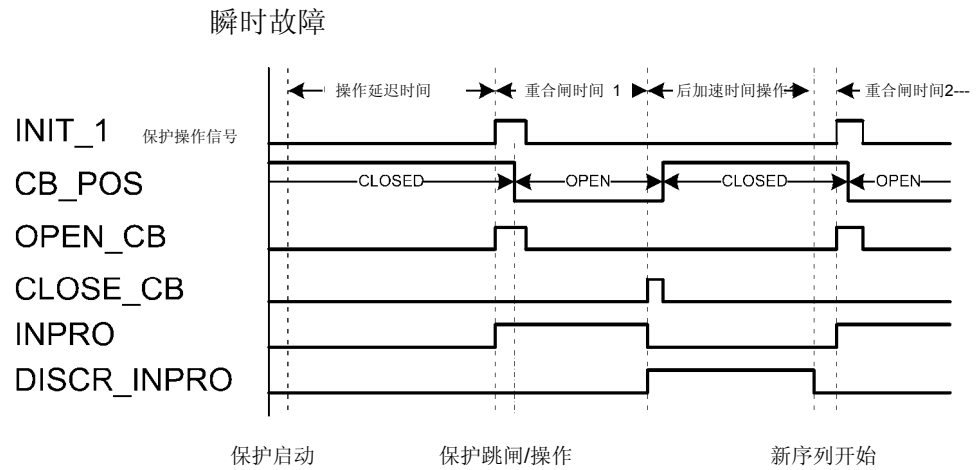 瞬时故障
操作延迟时间 重合闸时间 1 后加速时间操作 重合闸时间2---
INIT_1 保护操作信号
CB_POS CLOSED OPEN CLOSED OPEN
OPEN_CB
CLOSE_CB
INPRO
DISCR_INPRO
保护启动 保护跳闸/操作 新序列开始